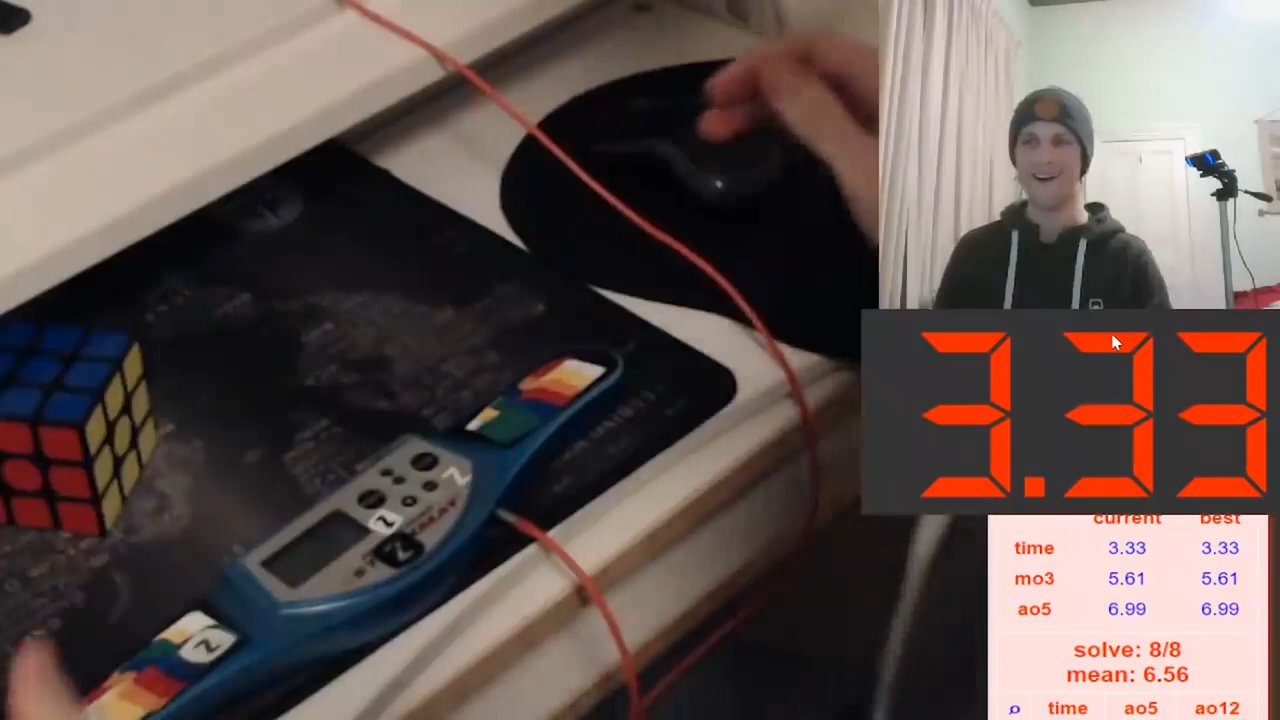 3.33
current best
time 3.33 3.33
mo3 5.61 5.61
ao5 6.99 6.99
solve: 8/8
mean: 6.56
time ao5 ao12